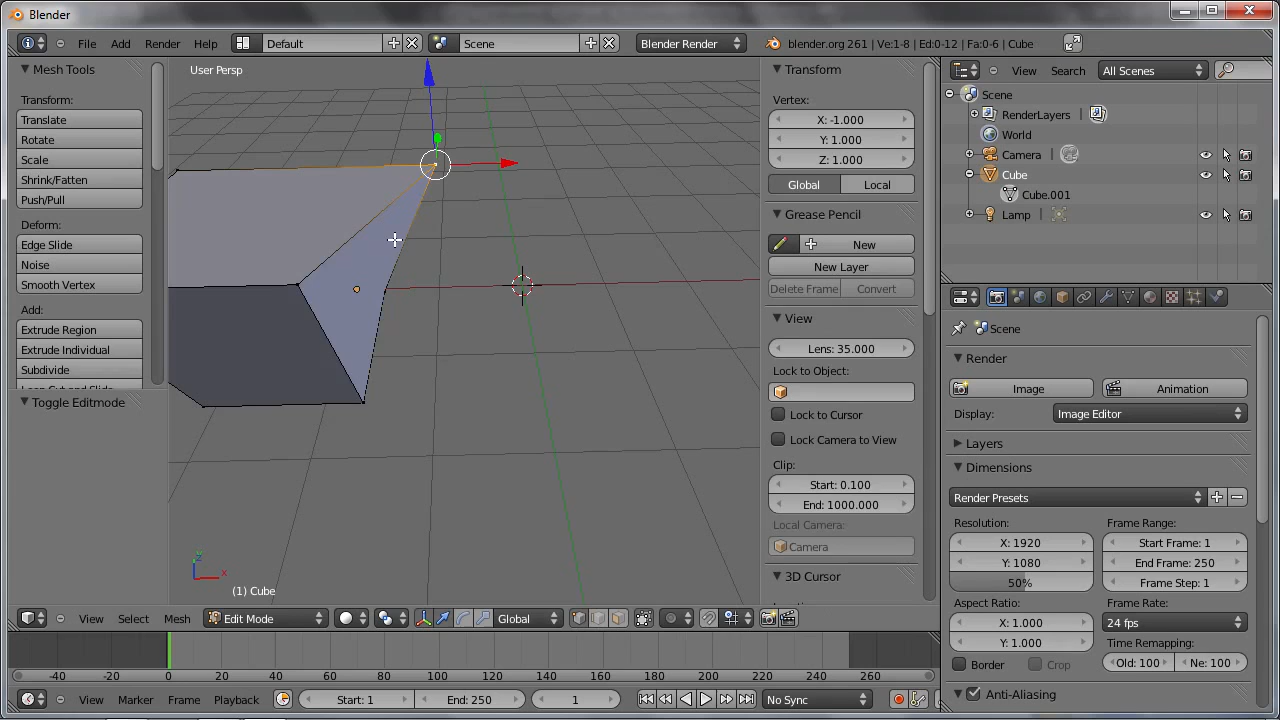 Blender
File Add Render Help Default Scene Blender Render blender.org 261 | Ve:1-8 | Ed:0-12 | Fa:0-6 | Cube
Mesh Tools
Transform:
Translate
Rotate
Scale
Shrink/Fatten
Push/Pull
Deform:
Edge Slide
Noise
Smooth Vertex
Add:
Extrude Region
Extrude Individual
Subdivide
Loop Cut and Slide
Toggle Editmode
User Persp
z
x
(1) Cube
Transform
Vertex:
X: -1.000
Y: 1.000
Z: 1.000
Global Local
Grease Pencil
New
New Layer
Delete Frame Convert
View
Lens: 35.000
Lock to Object:
Lock to Cursor
Lock Camera to View
Clip:
Start: 0.100
End: 1000.000
Local Camera:
Camera
3D Cursor
View Search All Scenes
Scene
RenderLayers
World
Camera
Cube
Cube.001
Lamp
Scene
Render
Image Animation
Display: Image Editor
Layers
Dimensions
Render Presets
Resolution: Frame Range:
X: 1920 Start Frame: 1
Y: 1080 End Frame: 250
50% Frame Step: 1
Aspect Ratio: Frame Rate:
X: 1.000 24 fps
Y: 1.000 Time Remapping:
Border Crop Old: 100 Ne: 100
Anti-Aliasing
View Select Mesh Edit Mode Global
-40 -20 0 20 40 60 80 100 120 140 160 180 200 220 240 260
View Marker Frame Playback Start: 1 End: 250 1 No Sync